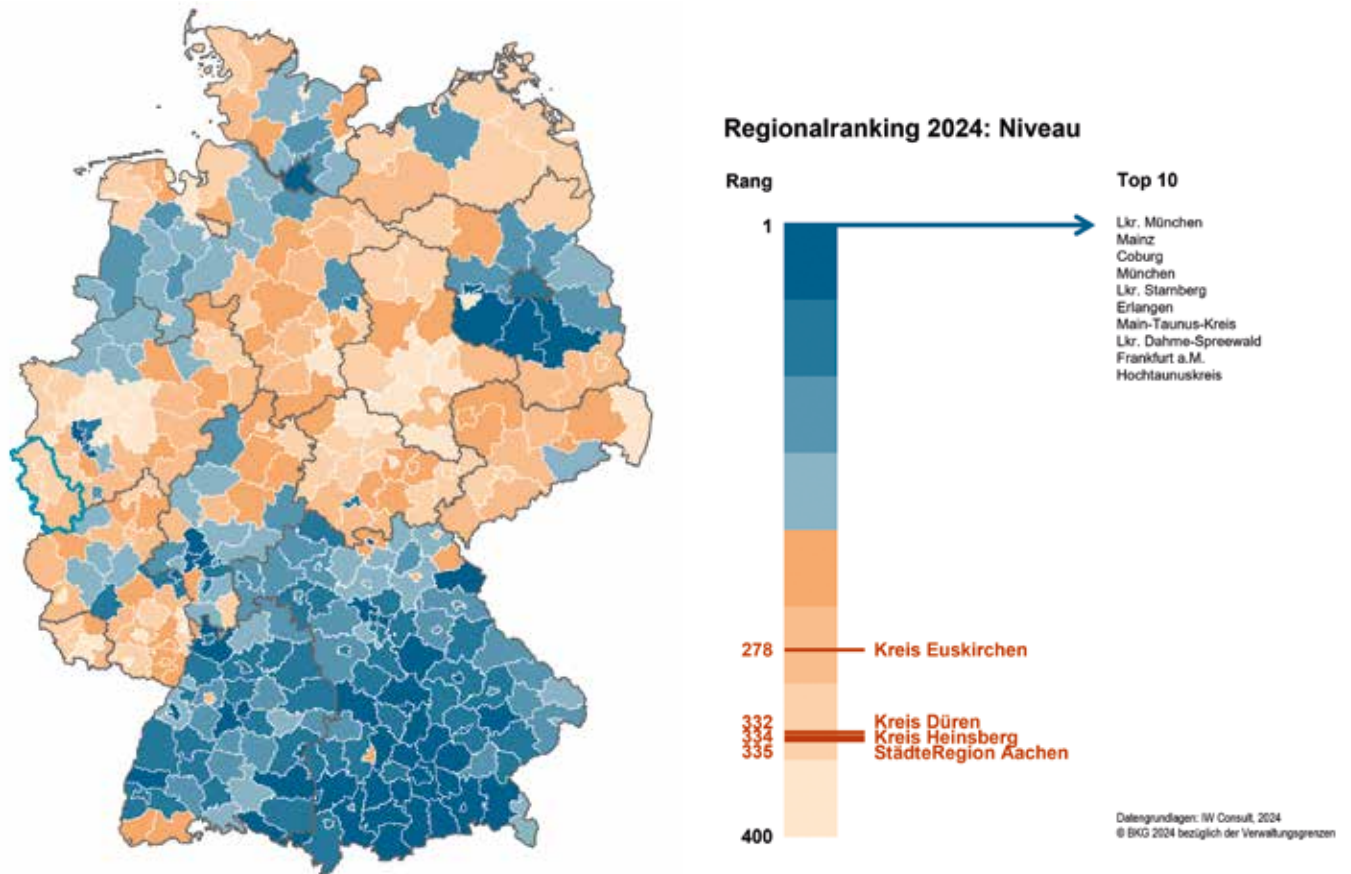 Regionalranking 2024: Niveau
Rang
Top 10
1
Lkr. München
Mainz
Coburg
München
Lkr. Starnberg
Erlangen
Main-Taunus-Kreis
Lkr. Dahme-Spreewald
Frankfurt a.M.
Hochtaunuskreis
278 Kreis Euskirchen
332 Kreis Düren
334 Kreis Heinsberg
335 StädteRegion Aachen
400
Datengrundlagen: IW Consult, 2024
© BKG 2024 bezüglich der Verwaltungsgrenzen